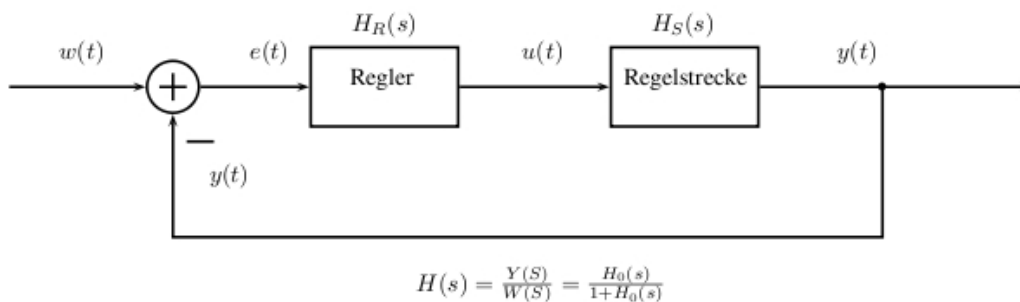 H_R(s) H_S(s)
w(t) e(t) u(t) y(t)
Regler Regelstrecke
+
−
y(t)
H(s) = Y(S)/W(S) = H_0(s)/1+H_0(s)